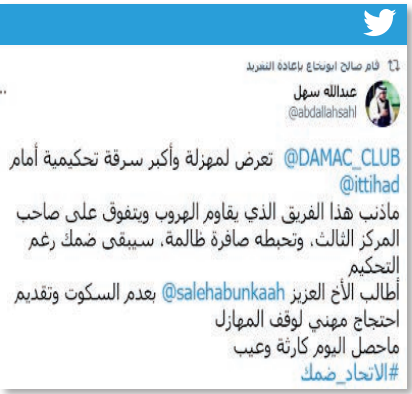 قام صالح ابونخاع بإعادة التغريد
عبدالله سهل
@abdallahsahl
@DAMAC_CLUB تعرض لمهزلة وأكبر سرقة تحكيمية أمام
@ittihad
ماذنب هذا الفريق الذي يقاوم الهروب ويتفوق على صاحب
المركز الثالث، وتحبطه صافرة ظالمة، سيبقى ضمك رغم
التحكيم
أطالب الأخ العزيز @salehabunkaah بعدم السكوت وتقديم
احتجاج مهني لوقف المهازل
ماحصل اليوم كارثة وعيب
#الاتحاد_ضمك